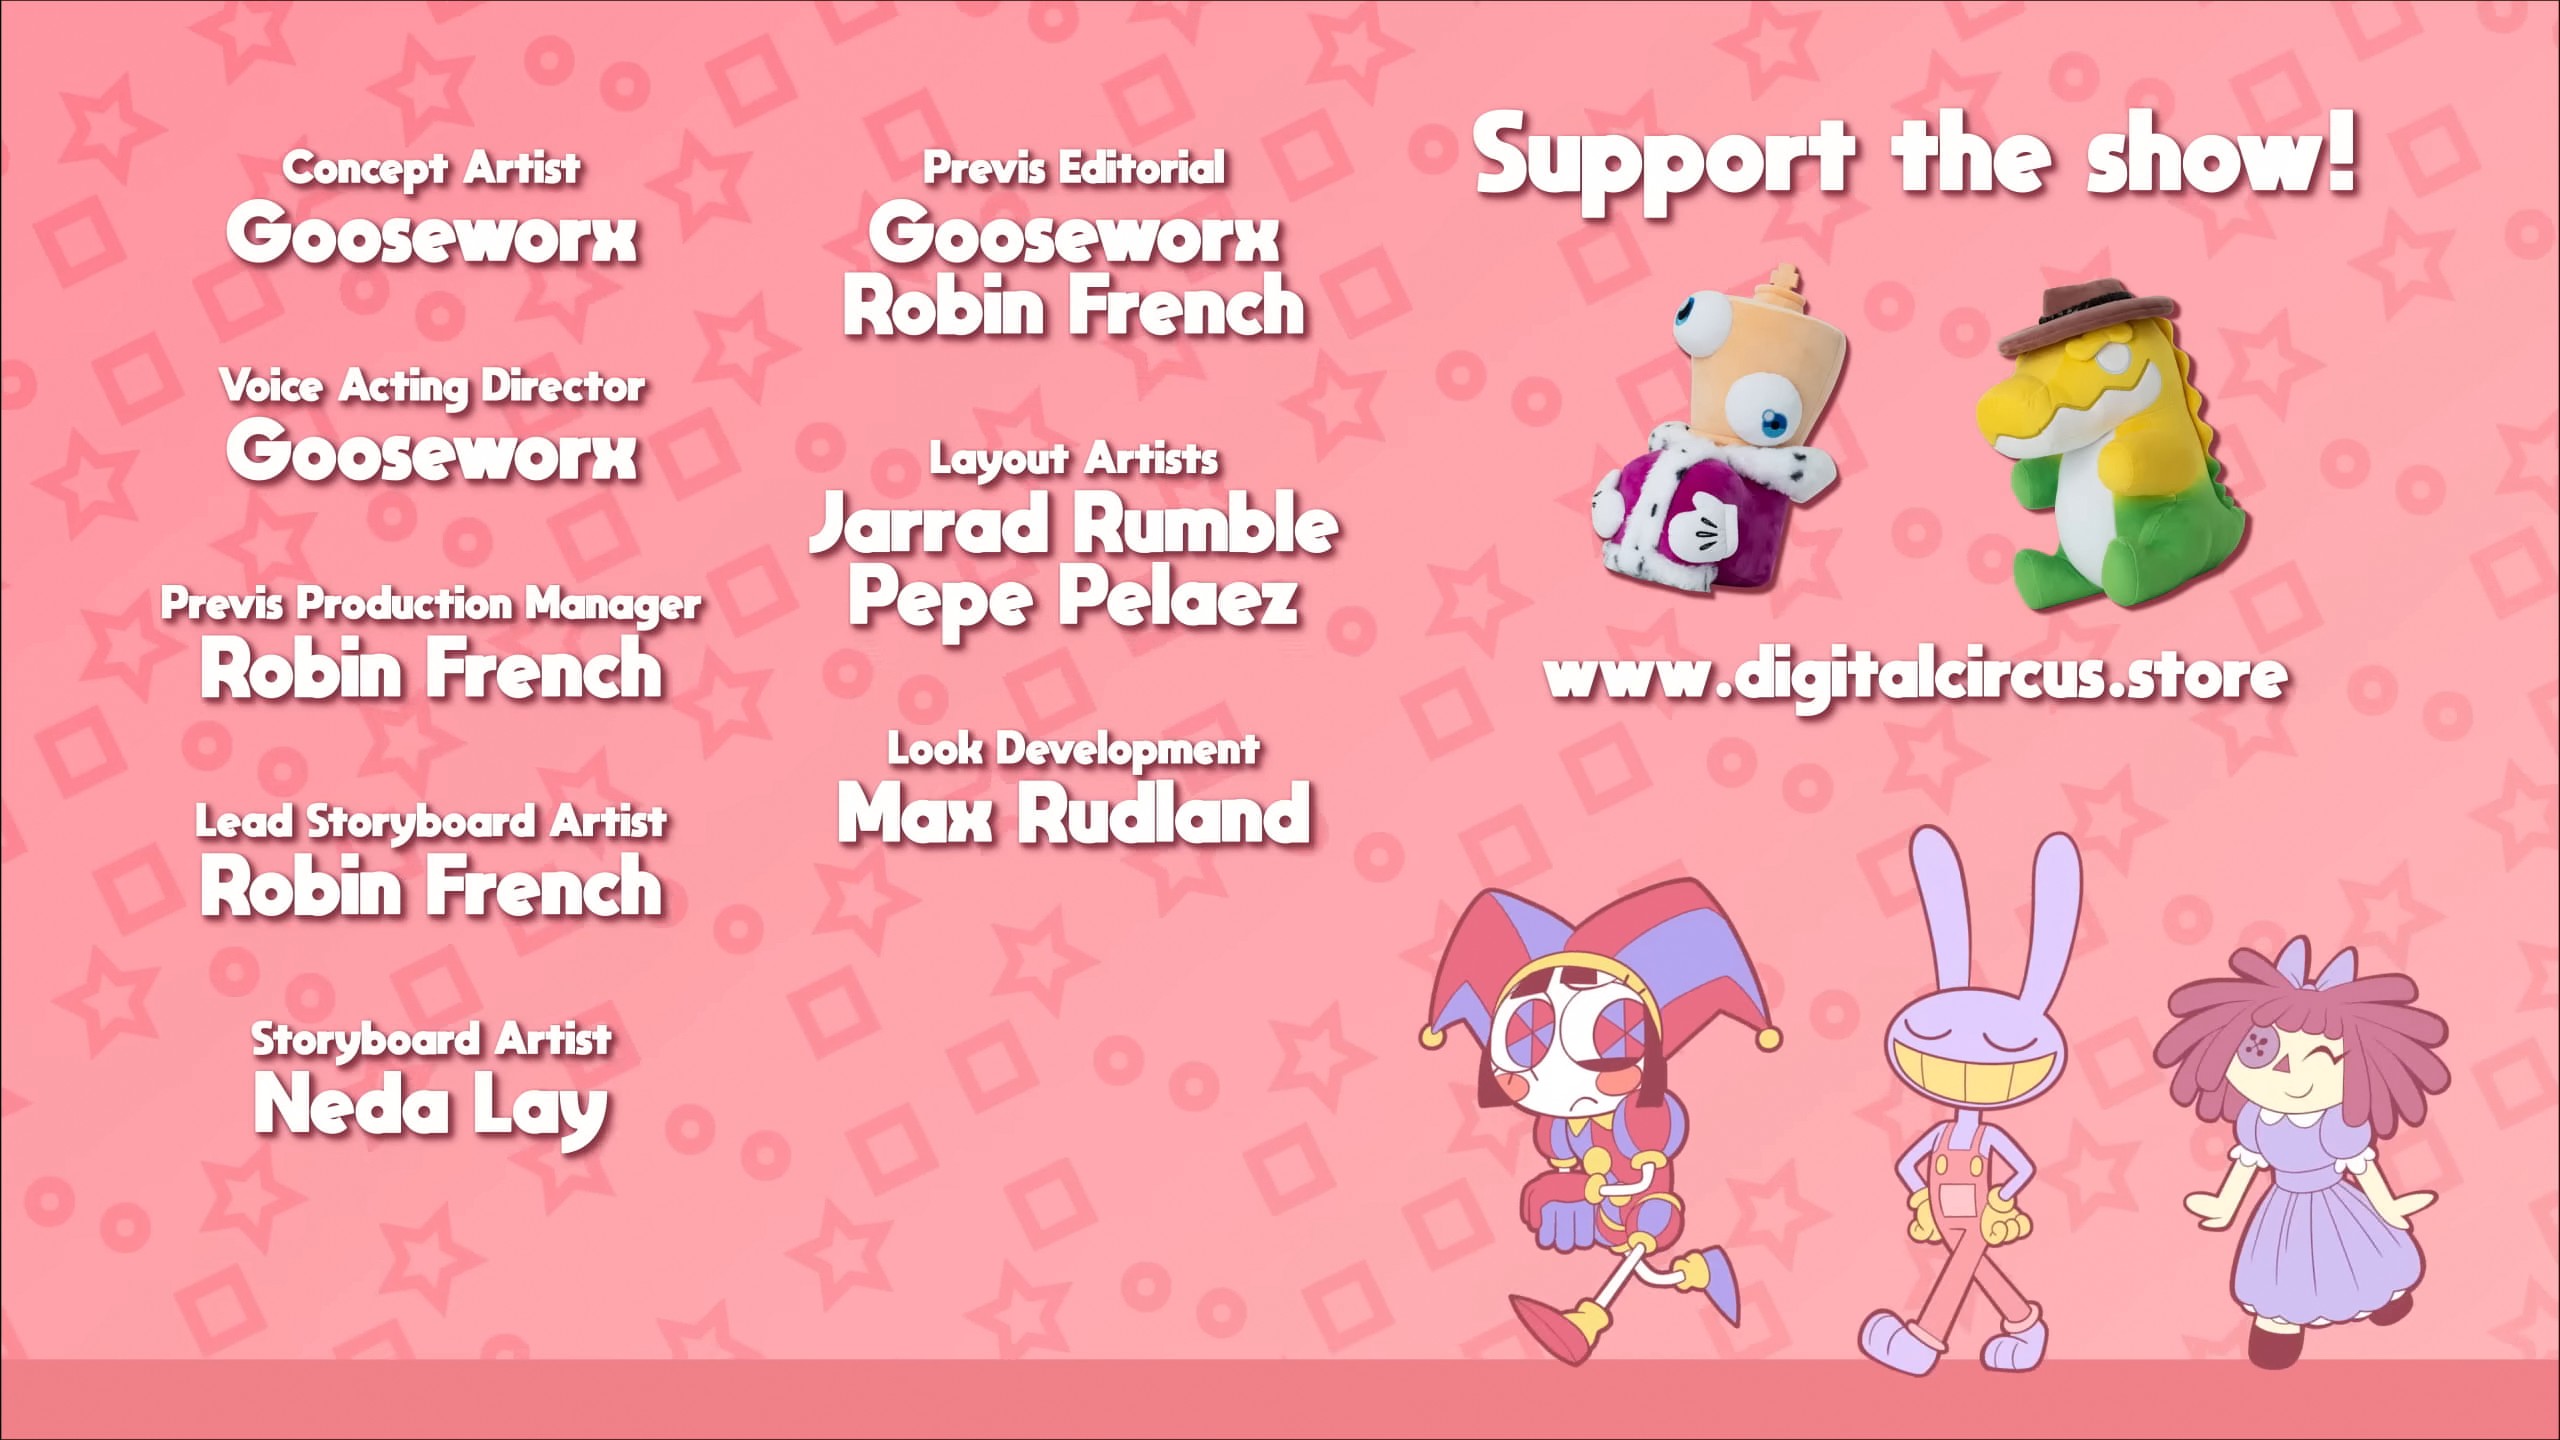 Concept Artist
Gooseworx
Voice Acting Director
Gooseworx
Previs Production Manager
Robin French
Lead Storyboard Artist
Robin French
Storyboard Artist
Neda Lay
Previs Editorial
Gooseworx
Robin French
Layout Artists
Jarrad Rumble
Pepe Pelaez
Look Development
Max Rudland
Support the show!
www.digitalcircus.store